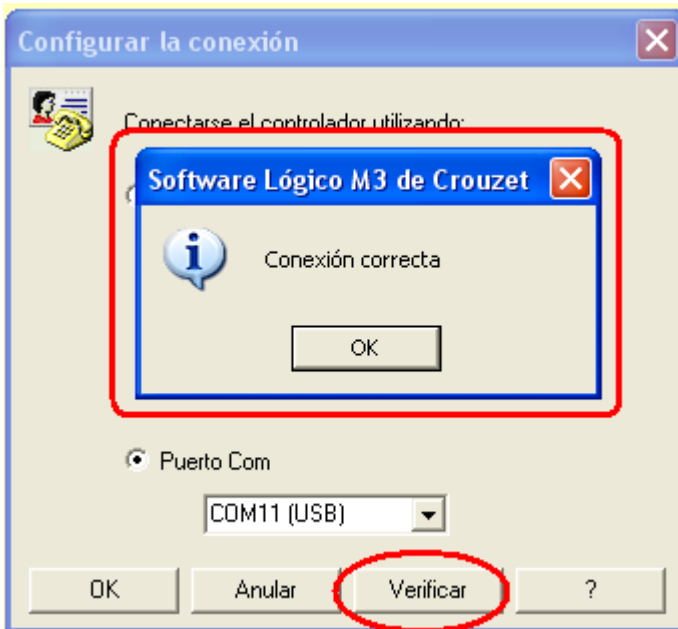 Configurar la conexión
Conectarse el controlador utilizando:
Software Lógico M3 de Crouzet
Conexión correcta
OK
Puerto Com
COM11 (USB)
OK Anular Verificar ?